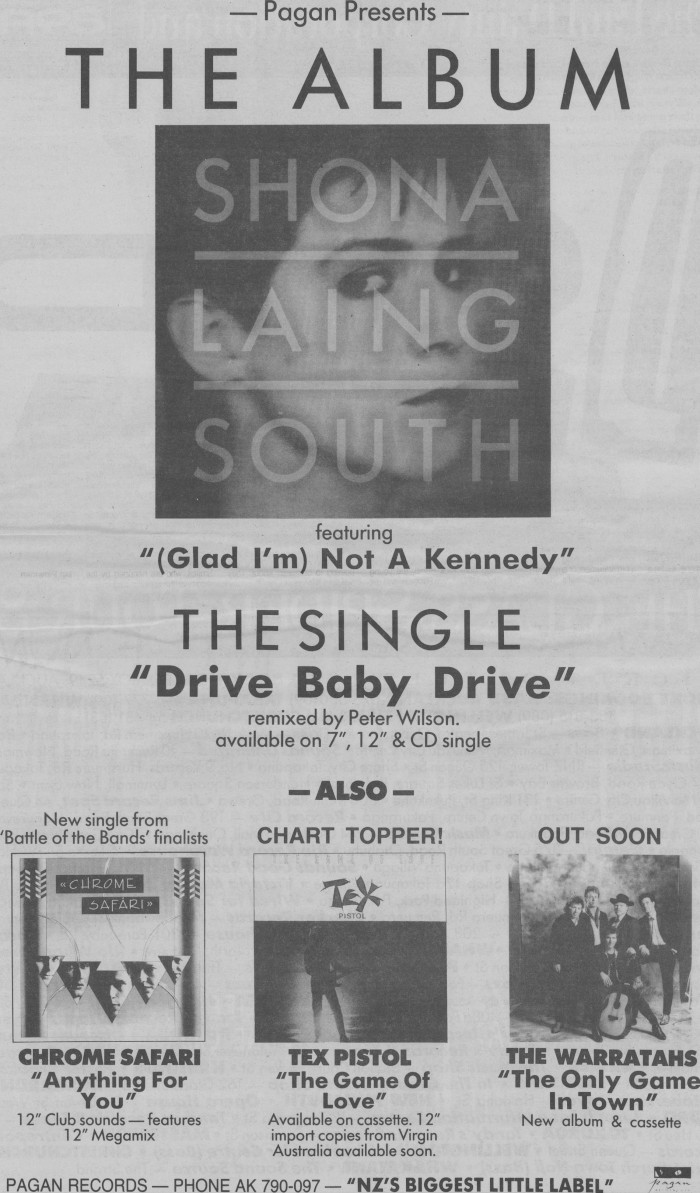 — Pagan Presents —
THE ALBUM
SHONA
LAING
SOUTH
featuring
“(Glad I’m) Not A Kennedy”
THE SINGLE
“Drive Baby Drive”
remixed by Peter Wilson.
available on 7”, 12” & CD single
— ALSO —
New single from
‘Battle of the Bands’ finalists
«CHROME
SAFARI»
CHROME SAFARI
“Anything For
You”
12” Club sounds — features
12” Megamix
CHART TOPPER!
TEX
PISTOL
TEX PISTOL
“The Game Of
Love”
Available on cassette. 12”
import copies from Virgin
Australia available soon.
OUT SOON
THE WARRATAHS
“The Only Game
In Town”
New album & cassette
PAGAN RECORDS — PHONE AK 790-097 — “NZ’S BIGGEST LITTLE LABEL”
pagan